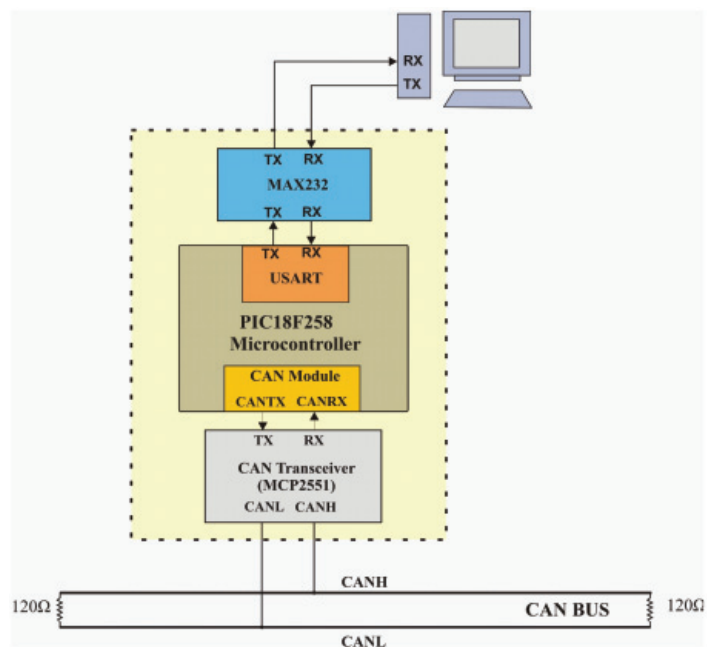 RX
TX
TX RX
MAX232
TX RX
TX RX
USART
PIC18F258
Microcontroller
CAN Module
CANTX CANRX
TX RX
CAN Transceiver
(MCP2551)
CANL CANH
CANH
120Ω CAN BUS 120Ω
CANL